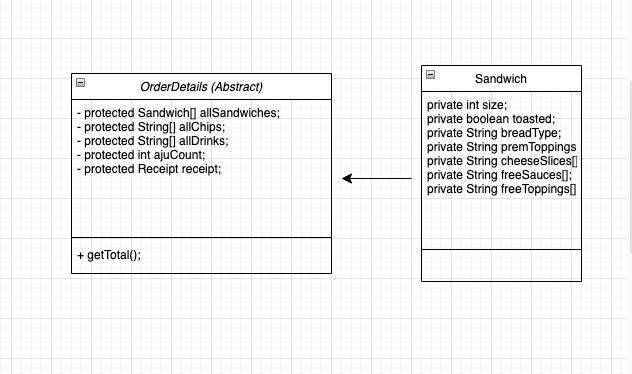 OrderDetails (Abstract)
- protected Sandwich[] allSandwiches;
- protected String[] allChips;
- protected String[] allDrinks;
- protected int ajuCount;
- protected Receipt receipt;
+ getTotal();
Sandwich
private int size;
private boolean toasted;
private String breadType;
private String premToppings
private String cheeseSlices[]
private String freeSauces[];
private String freeToppings[]